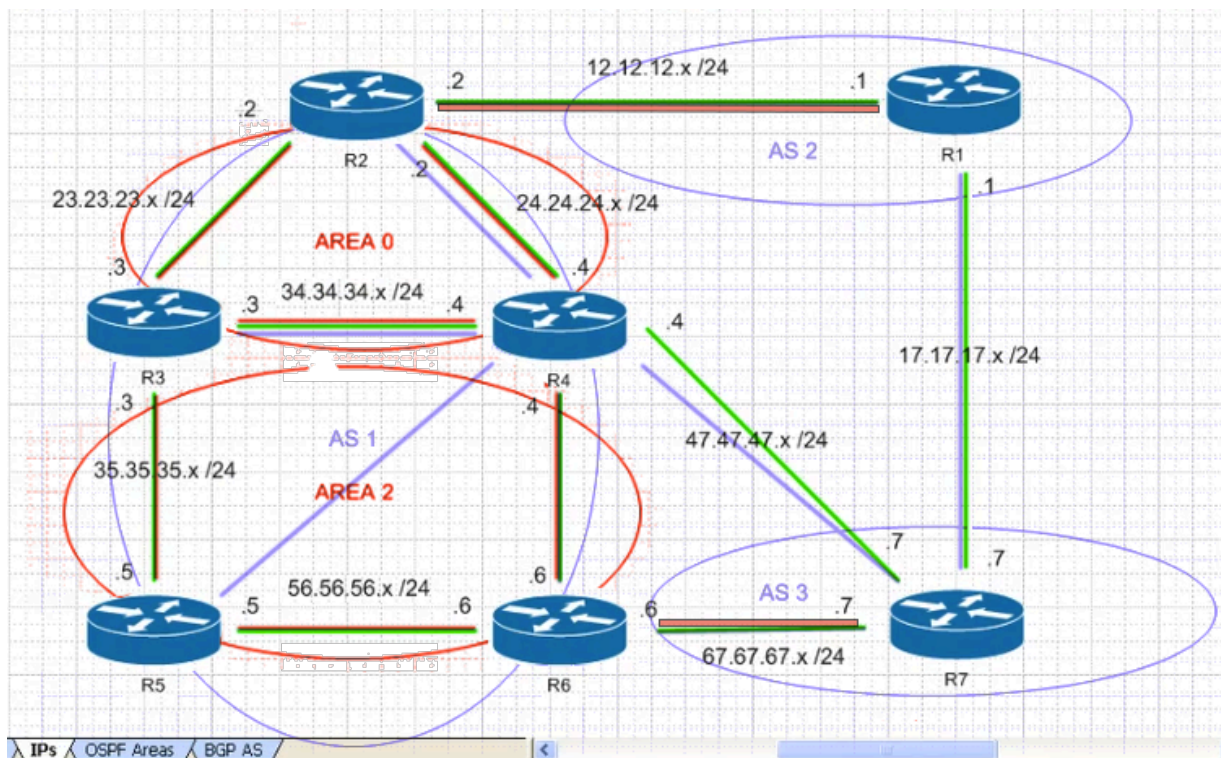 12.12.12.x /24
.2
.1
.2
AS 2
R1
R2
.2
.1
23.23.23.x /24
24.24.24.x /24
AREA 0
.3
.4
34.34.34.x /24
.3
.4
.4
17.17.17.x /24
R3
R4
.3
.4
AS 1
47.47.47.x /24
35.35.35.x /24
AREA 2
.7
.7
.5
.6
56.56.56.x /24
AS 3
.5
.6
.6
.7
67.67.67.x /24
R5
R6
R7
IPs
OSPF Areas
BGP AS